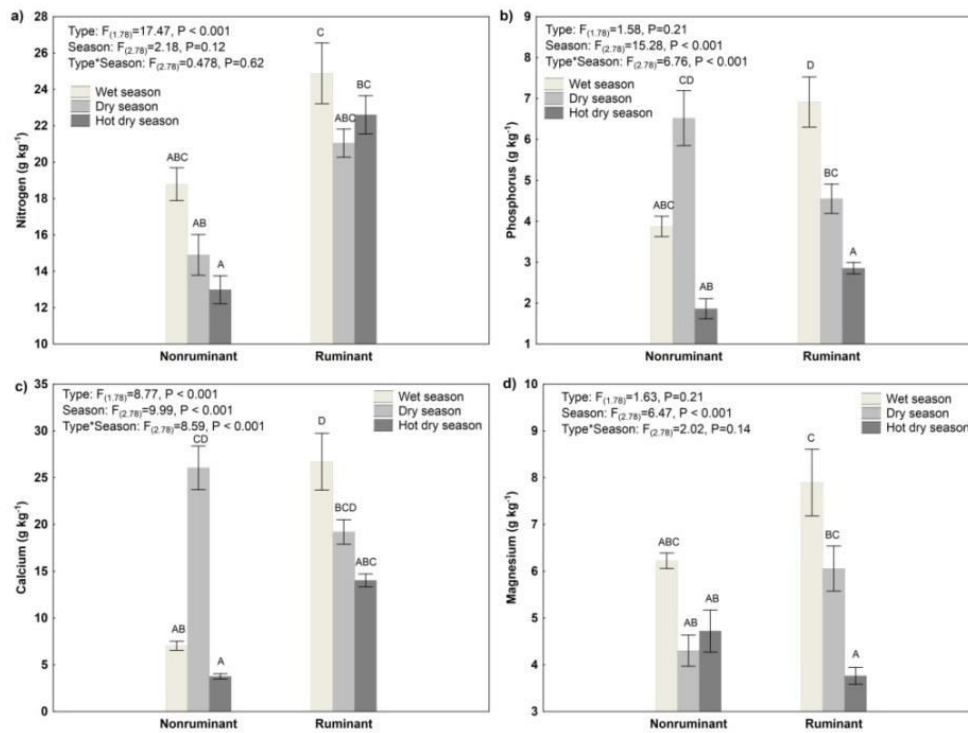 a)
Type: F(1.78)=17.47, P < 0.001
Season: F(2.78)=2.18, P=0.12
Type*Season: F(2.78)=0.478, P=0.62
Wet season
Dry season
Hot dry season
Nitrogen (g kg-1)
28
26
24
22
20
18
16
14
12
10
ABC
AB
A
C
ABC
BC
Nonruminant
Ruminant
b)
Type: F(1.78)=1.58, P=0.21
Season: F(2.78)=15.28, P < 0.001
Type*Season: F(2.78)=6.76, P < 0.001
Wet season
Dry season
Hot dry season
Phosphorus (g kg-1)
9
8
7
6
5
4
3
2
1
ABC
CD
AB
D
BC
A
Nonruminant
Ruminant
c)
Type: F(1.78)=8.77, P < 0.001
Season: F(2.78)=9.99, P < 0.001
Type*Season: F(2.78)=8.59, P < 0.001
Wet season
Dry season
Hot dry season
Calcium (g kg-1)
35
30
25
20
15
10
5
0
AB
CD
A
D
BCD
ABC
Nonruminant
Ruminant
d)
Type: F(1.78)=1.63, P=0.21
Season: F(2.78)=6.47, P < 0.001
Type*Season: F(2.78)=2.02, P=0.14
Wet season
Dry season
Hot dry season
Magnesium (g kg-1)
10
9
8
7
6
5
4
3
ABC
AB
AB
C
BC
A
Nonruminant
Ruminant